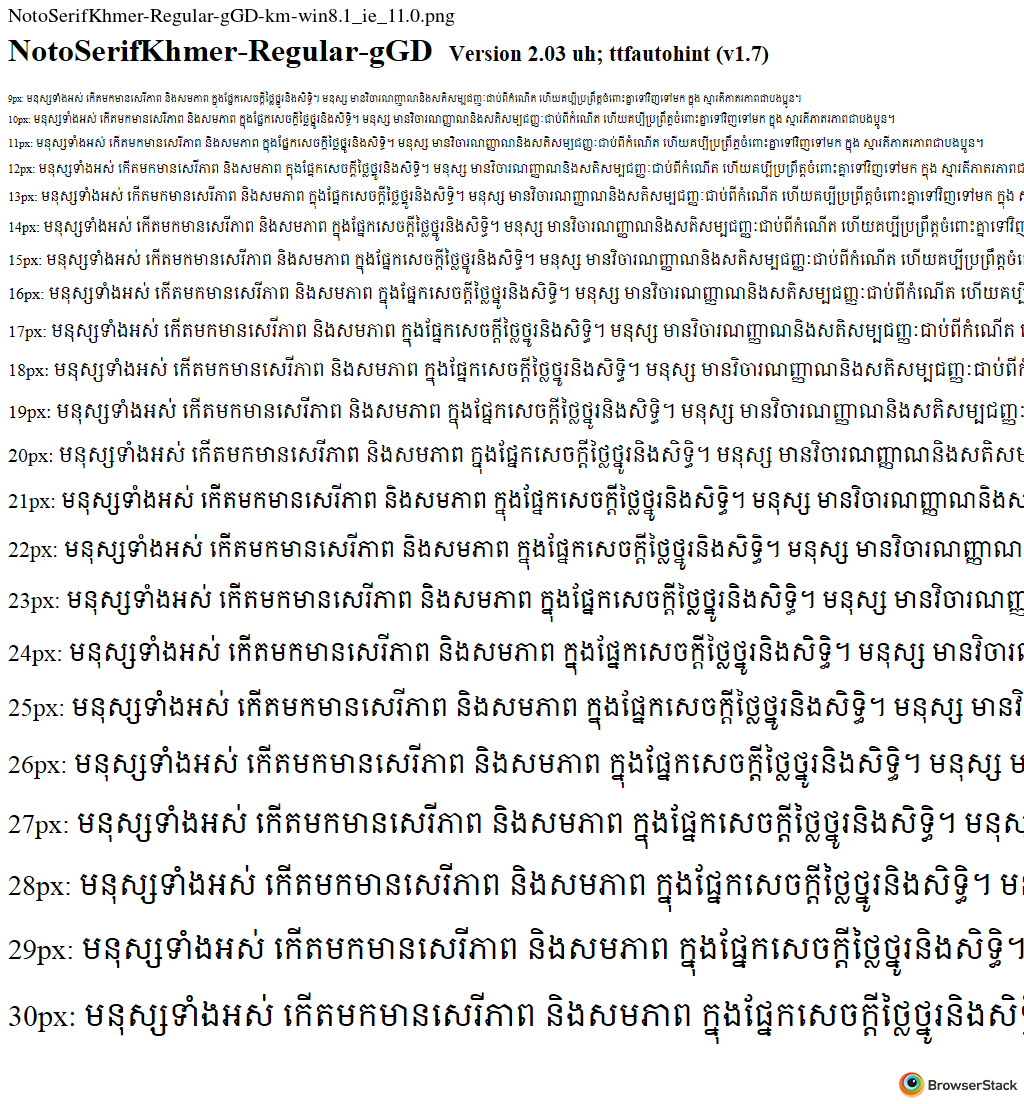 NotoSerifKhmer-Regular-gGD-km-win8.1_ie_11.0.png
NotoSerifKhmer-Regular-gGD Version 2.03 uh; ttfautohint (v1.7)
9px: មនុស្សទាំងអស់ កើតមកមានសេរីភាព និងសមភាព ក្នុងផ្នែកសេចក្ដីថ្លៃថ្នូរនិងសិទ្ធិ។ មនុស្ស មានវិចារណញ្ញាណនិងសតិសម្បជញ្ញៈជាប់ពីកំណើត ហើយគប្បីប្រព្រឹត្តចំពោះគ្នាទៅវិញទៅមក ក្នុង ស្មារតីភាតរភាពជាបងប្អូន។
10px: មនុស្សទាំងអស់ កើតមកមានសេរីភាព និងសមភាព ក្នុងផ្នែកសេចក្ដីថ្លៃថ្នូរនិងសិទ្ធិ។ មនុស្ស មានវិចារណញ្ញាណនិងសតិសម្បជញ្ញៈជាប់ពីកំណើត ហើយគប្បីប្រព្រឹត្តចំពោះគ្នាទៅវិញទៅមក ក្នុង ស្មារតីភាតរភាពជាបងប្អូន។
11px: មនុស្សទាំងអស់ កើតមកមានសេរីភាព និងសមភាព ក្នុងផ្នែកសេចក្ដីថ្លៃថ្នូរនិងសិទ្ធិ។ មនុស្ស មានវិចារណញ្ញាណនិងសតិសម្បជញ្ញៈជាប់ពីកំណើត ហើយគប្បីប្រព្រឹត្តចំពោះគ្នាទៅវិញទៅមក ក្នុង ស្មារតីភាតរភាពជាបងប្អូន។
12px: មនុស្សទាំងអស់ កើតមកមានសេរីភាព និងសមភាព ក្នុងផ្នែកសេចក្ដីថ្លៃថ្នូរនិងសិទ្ធិ។ មនុស្ស មានវិចារណញ្ញាណនិងសតិសម្បជញ្ញៈជាប់ពីកំណើត ហើយគប្បីប្រព្រឹត្តចំពោះគ្នាទៅវិញទៅមក ក្នុង ស្មារតីភាតរភាពជ
13px: មនុស្សទាំងអស់ កើតមកមានសេរីភាព និងសមភាព ក្នុងផ្នែកសេចក្ដីថ្លៃថ្នូរនិងសិទ្ធិ។ មនុស្ស មានវិចារណញ្ញាណនិងសតិសម្បជញ្ញៈជាប់ពីកំណើត ហើយគប្បីប្រព្រឹត្តចំពោះគ្នាទៅវិញទៅមក ក្នុង
14px: មនុស្សទាំងអស់ កើតមកមានសេរីភាព និងសមភាព ក្នុងផ្នែកសេចក្ដីថ្លៃថ្នូរនិងសិទ្ធិ។ មនុស្ស មានវិចារណញ្ញាណនិងសតិសម្បជញ្ញៈជាប់ពីកំណើត ហើយគប្បីប្រព្រឹត្តចំពោះគ្នាទៅវិញ
15px: មនុស្សទាំងអស់ កើតមកមានសេរីភាព និងសមភាព ក្នុងផ្នែកសេចក្ដីថ្លៃថ្នូរនិងសិទ្ធិ។ មនុស្ស មានវិចារណញ្ញាណនិងសតិសម្បជញ្ញៈជាប់ពីកំណើត ហើយគប្បីប្រព្រឹត្តចំ
16px: មនុស្សទាំងអស់ កើតមកមានសេរីភាព និងសមភាព ក្នុងផ្នែកសេចក្ដីថ្លៃថ្នូរនិងសិទ្ធិ។ មនុស្ស មានវិចារណញ្ញាណនិងសតិសម្បជញ្ញៈជាប់ពីកំណើត ហើយគប្បី
17px: មនុស្សទាំងអស់ កើតមកមានសេរីភាព និងសមភាព ក្នុងផ្នែកសេចក្ដីថ្លៃថ្នូរនិងសិទ្ធិ។ មនុស្ស មានវិចារណញ្ញាណនិងសតិសម្បជញ្ញៈជាប់ពីកំណើត
18px: មនុស្សទាំងអស់ កើតមកមានសេរីភាព និងសមភាព ក្នុងផ្នែកសេចក្ដីថ្លៃថ្នូរនិងសិទ្ធិ។ មនុស្ស មានវិចារណញ្ញាណនិងសតិសម្បជញ្ញៈជាប់ពីកំ
19px: មនុស្សទាំងអស់ កើតមកមានសេរីភាព និងសមភាព ក្នុងផ្នែកសេចក្ដីថ្លៃថ្នូរនិងសិទ្ធិ។ មនុស្ស មានវិចារណញ្ញាណនិងសតិសម្បជញ្ញៈ
20px: មនុស្សទាំងអស់ កើតមកមានសេរីភាព និងសមភាព ក្នុងផ្នែកសេចក្ដីថ្លៃថ្នូរនិងសិទ្ធិ។ មនុស្ស មានវិចារណញ្ញាណនិងសតិសម
21px: មនុស្សទាំងអស់ កើតមកមានសេរីភាព និងសមភាព ក្នុងផ្នែកសេចក្ដីថ្លៃថ្នូរនិងសិទ្ធិ។ មនុស្ស មានវិចារណញ្ញាណនិងស
22px: មនុស្សទាំងអស់ កើតមកមានសេរីភាព និងសមភាព ក្នុងផ្នែកសេចក្ដីថ្លៃថ្នូរនិងសិទ្ធិ។ មនុស្ស មានវិចារណញ្ញាណ
23px: មនុស្សទាំងអស់ កើតមកមានសេរីភាព និងសមភាព ក្នុងផ្នែកសេចក្ដីថ្លៃថ្នូរនិងសិទ្ធិ។ មនុស្ស មានវិចារណញ្ញ
24px: មនុស្សទាំងអស់ កើតមកមានសេរីភាព និងសមភាព ក្នុងផ្នែកសេចក្ដីថ្លៃថ្នូរនិងសិទ្ធិ។ មនុស្ស មានវិចារ
25px: មនុស្សទាំងអស់ កើតមកមានសេរីភាព និងសមភាព ក្នុងផ្នែកសេចក្ដីថ្លៃថ្នូរនិងសិទ្ធិ។ មនុស្ស មានវិ
26px: មនុស្សទាំងអស់ កើតមកមានសេរីភាព និងសមភាព ក្នុងផ្នែកសេចក្ដីថ្លៃថ្នូរនិងសិទ្ធិ។ មនុស្ស ម
27px: មនុស្សទាំងអស់ កើតមកមានសេរីភាព និងសមភាព ក្នុងផ្នែកសេចក្ដីថ្លៃថ្នូរនិងសិទ្ធិ។ មនុស
28px: មនុស្សទាំងអស់ កើតមកមានសេរីភាព និងសមភាព ក្នុងផ្នែកសេចក្ដីថ្លៃថ្នូរនិងសិទ្ធិ។ ម
29px: មនុស្សទាំងអស់ កើតមកមានសេរីភាព និងសមភាព ក្នុងផ្នែកសេចក្ដីថ្លៃថ្នូរនិងសិទ្ធិ។
30px: មនុស្សទាំងអស់ កើតមកមានសេរីភាព និងសមភាព ក្នុងផ្នែកសេចក្ដីថ្លៃថ្នូរនិងសិ
BrowserStack